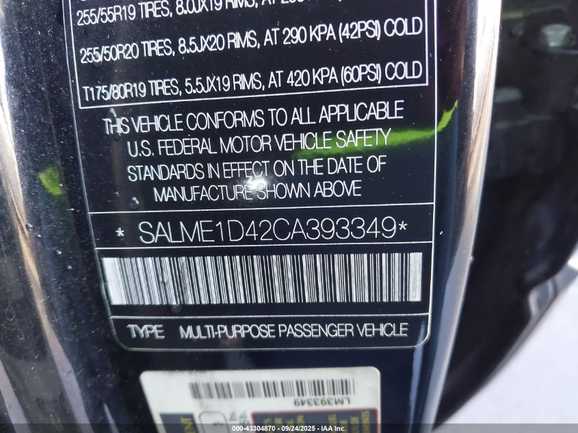 255/55R19 TIRES, 8.0JX19 RIMS, AT
255/50R20 TIRES, 8.5JX20 RIMS, AT 290 KPA (42PSI) COLD
T175/80R19 TIRES, 5.5JX19 RIMS, AT 420 KPA (60PSI) COLD
THIS VEHICLE CONFORMS TO ALL APPLICABLE
U.S. FEDERAL MOTOR VEHICLE SAFETY
STANDARDS IN EFFECT ON THE DATE OF
MANUFACTURE SHOWN ABOVE
* SALME1D42CA393349 *
TYPE MULTI-PURPOSE PASSENGER VEHICLE
LM393349
00-43304870 - 09/24/2025 - IAA Inc.